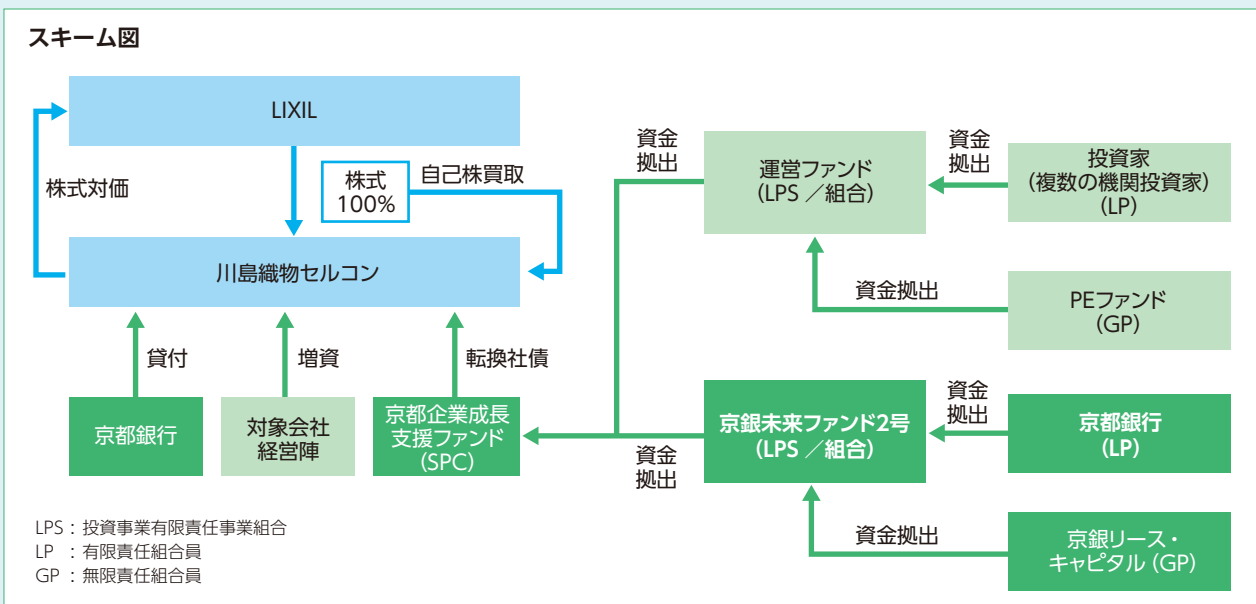 スキーム図
LIXIL
株式対価
株式
100%
自己株買取
川島織物セルコン
貸付
増資
転換社債
京都銀行
対象会社
経営陣
京都企業成長
支援ファンド
(SPC)
資金
拠出
運営ファンド
(LPS/組合)
資金
拠出
投資家
(複数の機関投資家)
(LP)
資金拠出
PEファンド
(GP)
資金
拠出
京銀未来ファンド2号
(LPS/組合)
資金
拠出
京都銀行
(LP)
資金拠出
京銀リース・
キャピタル(GP)
LPS:投資事業有限責任事業組合
LP :有限責任組合員
GP :無限責任組合員